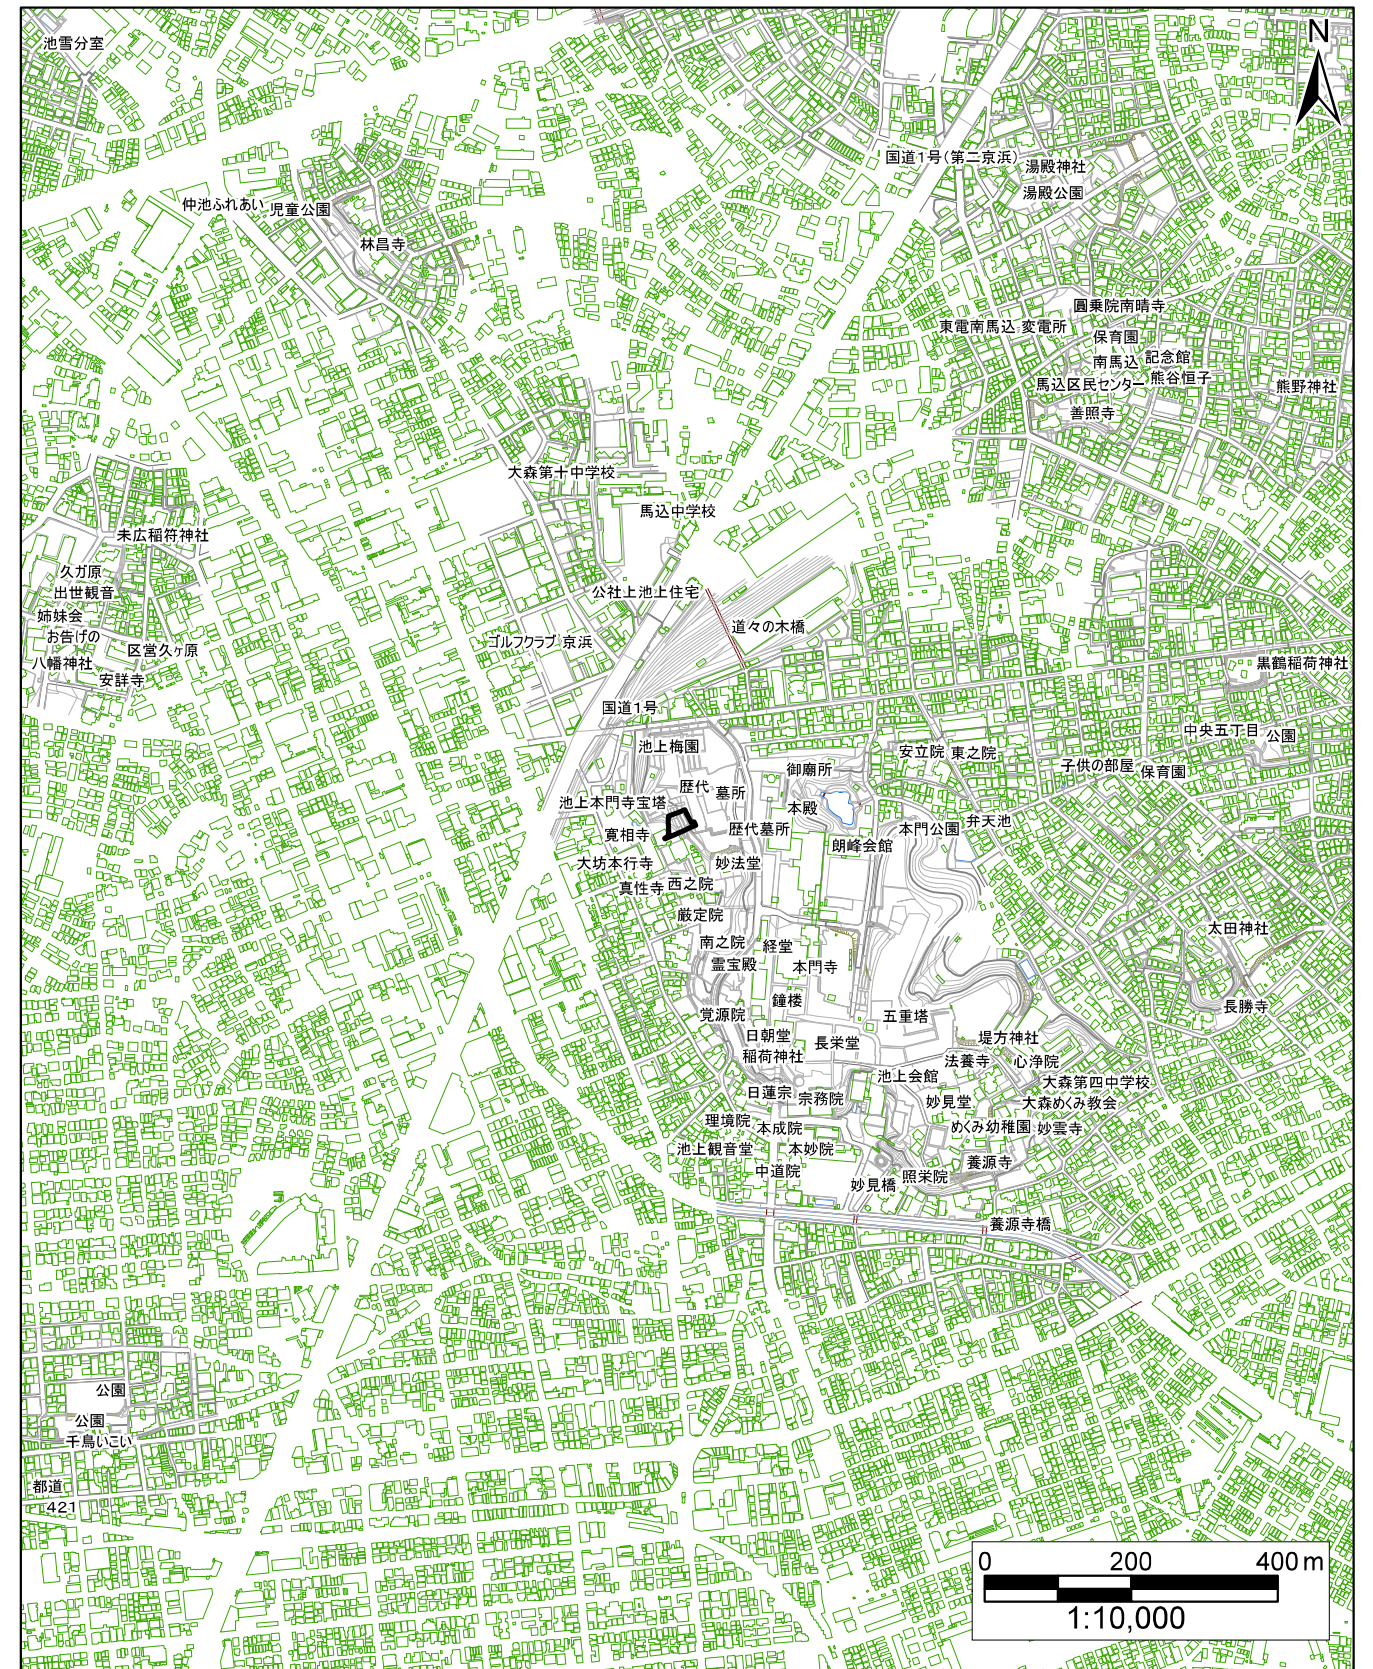 池雪分室
N
国道1号(第二京浜)
湯殿神社
湯殿公園
仲池ふれあい
児童公園
林昌寺
圓乗院南晴寺
東電南馬込
変電所
保育園
南馬込
記念館
馬込区民センター
熊谷恒子
熊野神社
善照寺
大森第十中学校
馬込中学校
末広稲符神社
久ガ原
出世観音
姉妹会
お告げの
区営久ヶ原
八幡神社
安詳寺
公社上池上住宅
道々の木橋
ゴルフクラブ
京浜
黒鶴稲荷神社
国道1号
池上梅園
中央五丁目
公園
安立院
東之院
子供の部屋
保育園
御廟所
歴代
墓所
池上本門寺宝塔
本殿
寛相寺
歴代墓所
本門公園
弁天池
朗峰会館
大坊本行寺
妙法堂
真性寺
西之院
厳定院
太田神社
南之院
経堂
霊宝殿
本門寺
鐘楼
長勝寺
覚源院
五重塔
日朝堂
長栄堂
堤方神社
稲荷神社
法養寺
心浄院
池上会館
大森第四中学校
日蓮宗
宗務院
妙見堂
大森めぐみ教会
理境院
本成院
めぐみ幼稚園
妙雲寺
池上観音堂
本妙院
養源寺
中道院
照栄院
妙見橋
養源寺橋
公園
公園
千鳥いこい
都道
421
0
200
400m
1:10,000